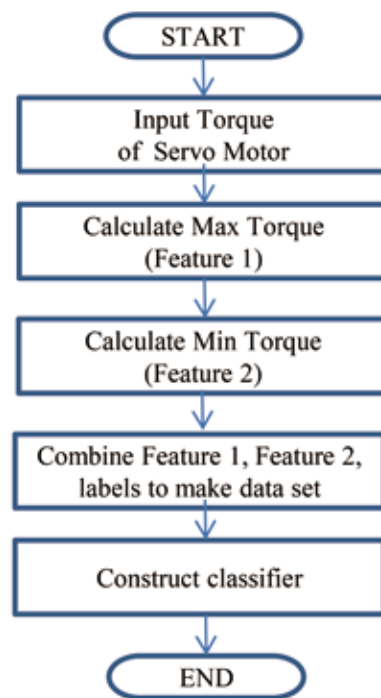 START
Input Torque
of Servo Motor
Calculate Max Torque
(Feature 1)
Calculate Min Torque
(Feature 2)
Combine Feature 1, Feature 2,
labels to make data set
Construct classifier
END